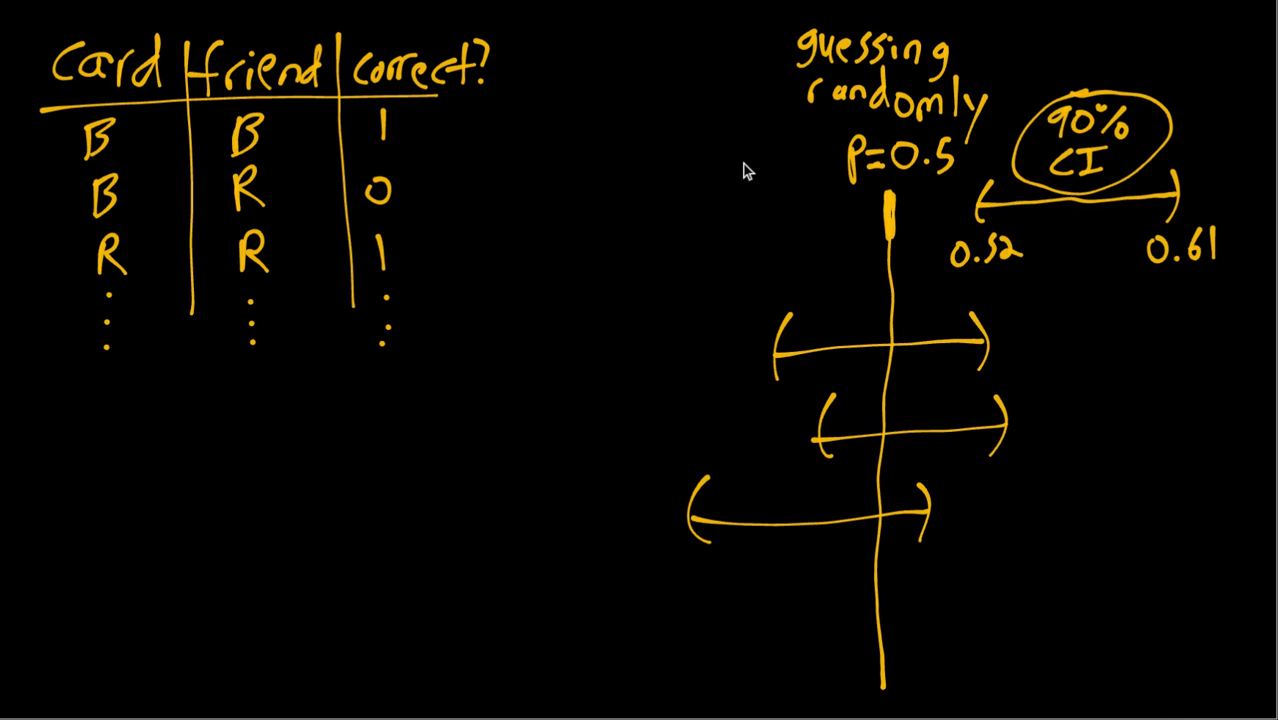 card friend correct?
B B 1
B R 0
R R 1
guessing
randomly
p=0.5
90%
CI
0.52 0.61